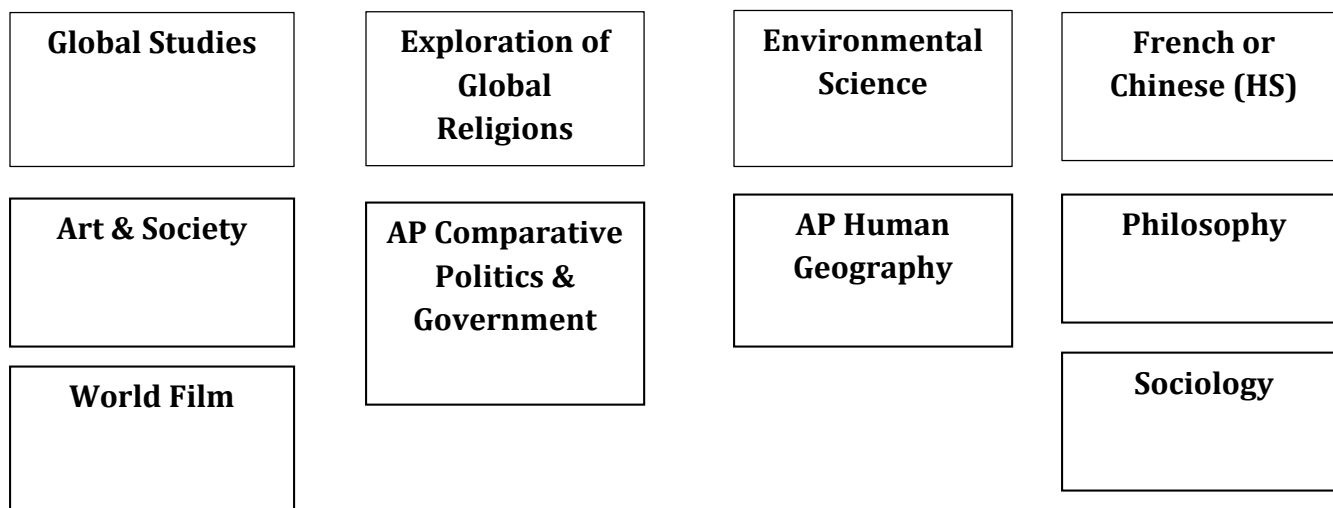 Global Studies
Exploration of
Global
Religions
Environmental
Science
French or
Chinese (HS)
Art & Society
AP Comparative
Politics &
Government
AP Human
Geography
Philosophy
World Film
Sociology